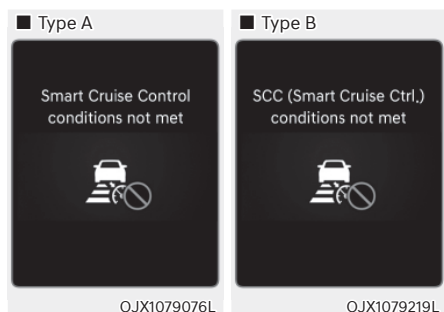 ■ Type A
Smart Cruise Control
conditions not met
OJX1079076L
■ Type B
SCC (Smart Cruise Ctrl.)
conditions not met
OJX1079219L